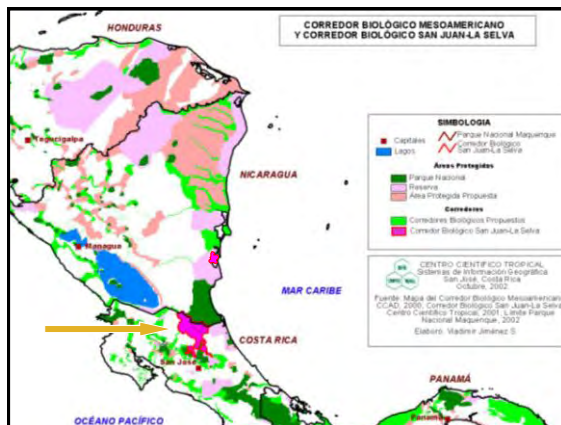 HONDURAS
CORREDOR BIOLÓGICO MESOAMERICANO
Y CORREDOR BIOLÓGICO SAN JUAN-LA SELVA
Tegucigalpa
NICARAGUA
Managua
MAR CARIBE
COSTA RICA
San José
OCÉANO PACÍFICO
PANAMÁ
Panamá
SIMBOLOGIA
Capitales
Lagos
Parque Nacional Maquenque
Corredor Biológico
San Juan-La Selva
Áreas Protegidas
Parque Nacional
Reserva
Área Protegida Propuesta
Corredores
Corredores Biológicos Propuestos
Corredor Biológico San Juan-La Selva
CENTRO CIENTIFICO TROPICAL
Sistemas de Información Geográfica
San José, Costa Rica
Octubre, 2002
Fuente: Mapa del Corredor Biológico Mesoamericano
CCAD, 2000, Corredor Biológico San Juan-La Selva
Centro Científico Tropical, 2001, Límite Parque
Nacional Maquenque, 2002
Elaboro: Vladimir Jiménez S